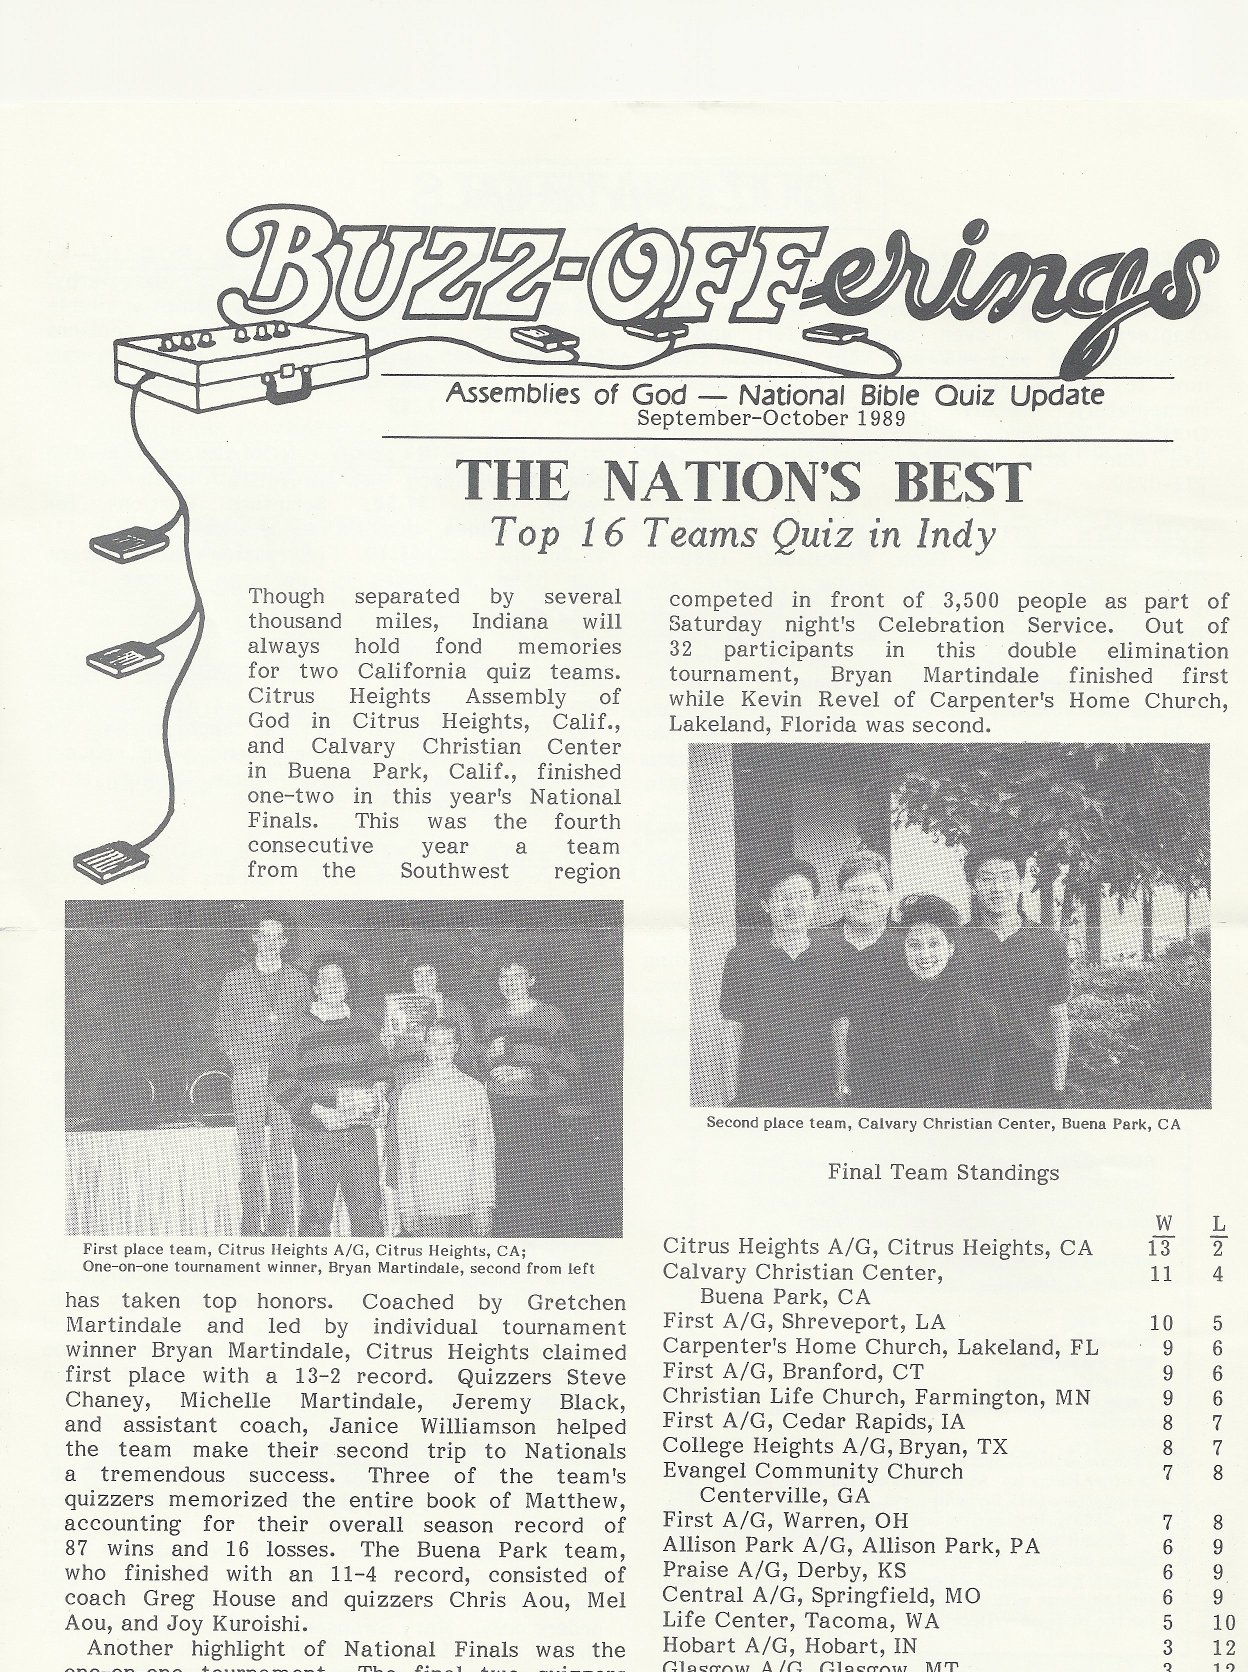 BUZZ-OFFerings
Assemblies of God — National Bible Quiz Update
September-October 1989
THE NATION'S BEST
Top 16 Teams Quiz in Indy
Though separated by several
thousand miles, Indiana will
always hold fond memories
for two California quiz teams.
Citrus Heights Assembly of
God in Citrus Heights, Calif.,
and Calvary Christian Center
in Buena Park, Calif., finished
one-two in this year's National
Finals. This was the fourth
consecutive year a team
from the Southwest region
First place team, Citrus Heights A/G, Citrus Heights, CA;
One-on-one tournament winner, Bryan Martindale, second from left
has taken top honors. Coached by Gretchen
Martindale and led by individual tournament
winner Bryan Martindale, Citrus Heights claimed
first place with a 13-2 record. Quizzers Steve
Chaney, Michelle Martindale, Jeremy Black,
and assistant coach, Janice Williamson helped
the team make their second trip to Nationals
a tremendous success. Three of the team's
quizzers memorized the entire book of Matthew,
accounting for their overall season record of
87 wins and 16 losses. The Buena Park team,
who finished with an 11-4 record, consisted of
coach Greg House and quizzers Chris Aou, Mel
Aou, and Joy Kuroishi.
Another highlight of National Finals was the
one-on-one tournament. The final two quizzers
competed in front of 3,500 people as part of
Saturday night's Celebration Service. Out of
32 participants in this double elimination
tournament, Bryan Martindale finished first
while Kevin Revel of Carpenter's Home Church,
Lakeland, Florida was second.
Second place team, Calvary Christian Center, Buena Park, CA
Final Team Standings
W L
Citrus Heights A/G, Citrus Heights, CA 13 2
Calvary Christian Center, 11 4
Buena Park, CA
First A/G, Shreveport, LA 10 5
Carpenter's Home Church, Lakeland, FL 9 6
First A/G, Branford, CT 9 6
Christian Life Church, Farmington, MN 9 6
First A/G, Cedar Rapids, IA 8 7
College Heights A/G, Bryan, TX 8 7
Evangel Community Church 7 8
Centerville, GA
First A/G, Warren, OH 7 8
Allison Park A/G, Allison Park, PA 6 9
Praise A/G, Derby, KS 6 9
Central A/G, Springfield, MO 6 9
Life Center, Tacoma, WA 5 10
Hobart A/G, Hobart, IN 3 12
Glasgow A/G, Glasgow, MT 3 12